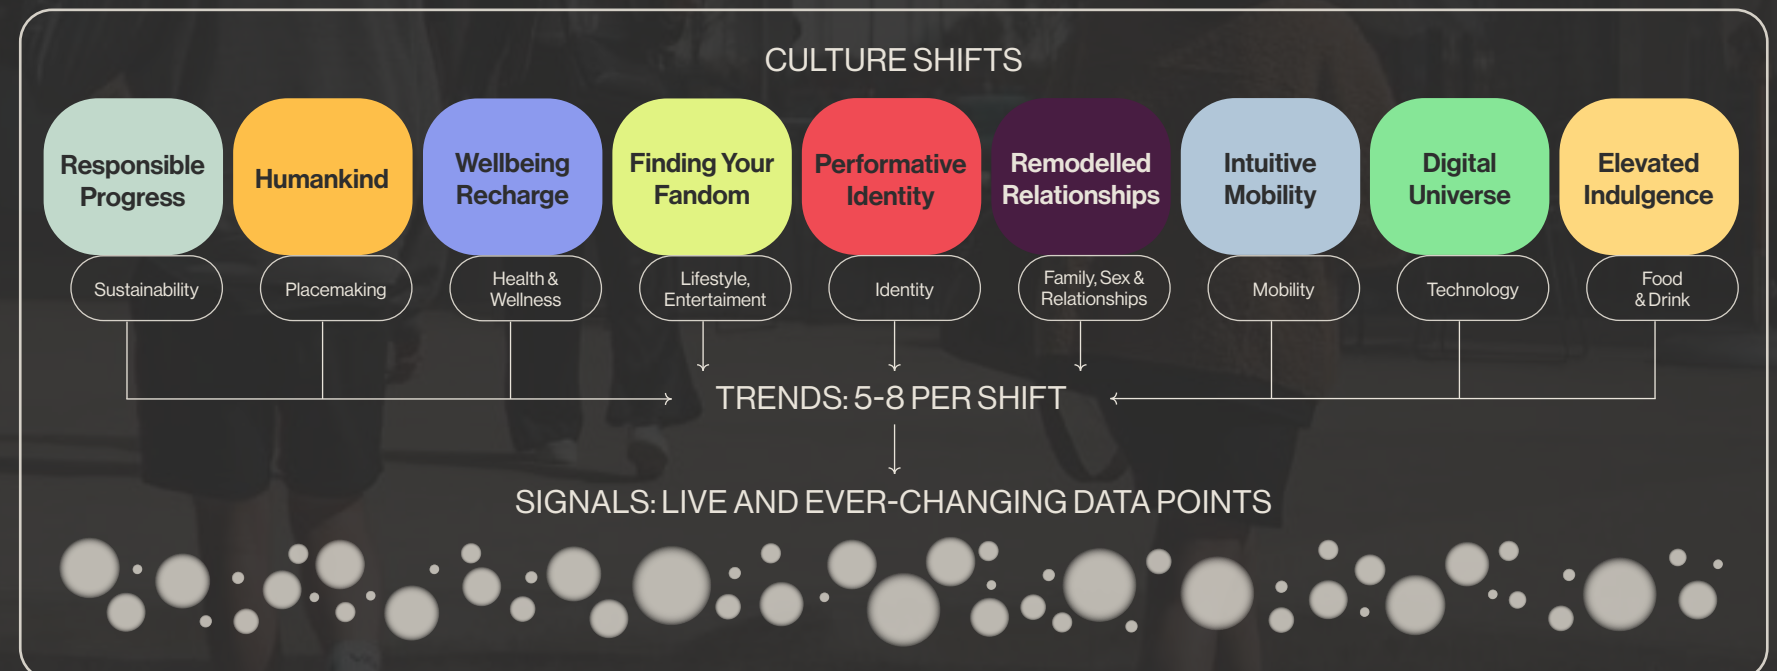 CULTURE SHIFTS
Responsible
Progress
Humankind
Wellbeing
Recharge
Finding Your
Fandom
Performative
Identity
Remodelled
Relationships
Intuitive
Mobility
Digital
Universe
Elevated
Indulgence
Sustainability
Placemaking
Health &
Wellness
Lifestyle,
Entertaiment
Identity
Family, Sex &
Relationships
Mobility
Technology
Food
& Drink
TRENDS: 5-8 PER SHIFT
SIGNALS: LIVE AND EVER-CHANGING DATA POINTS